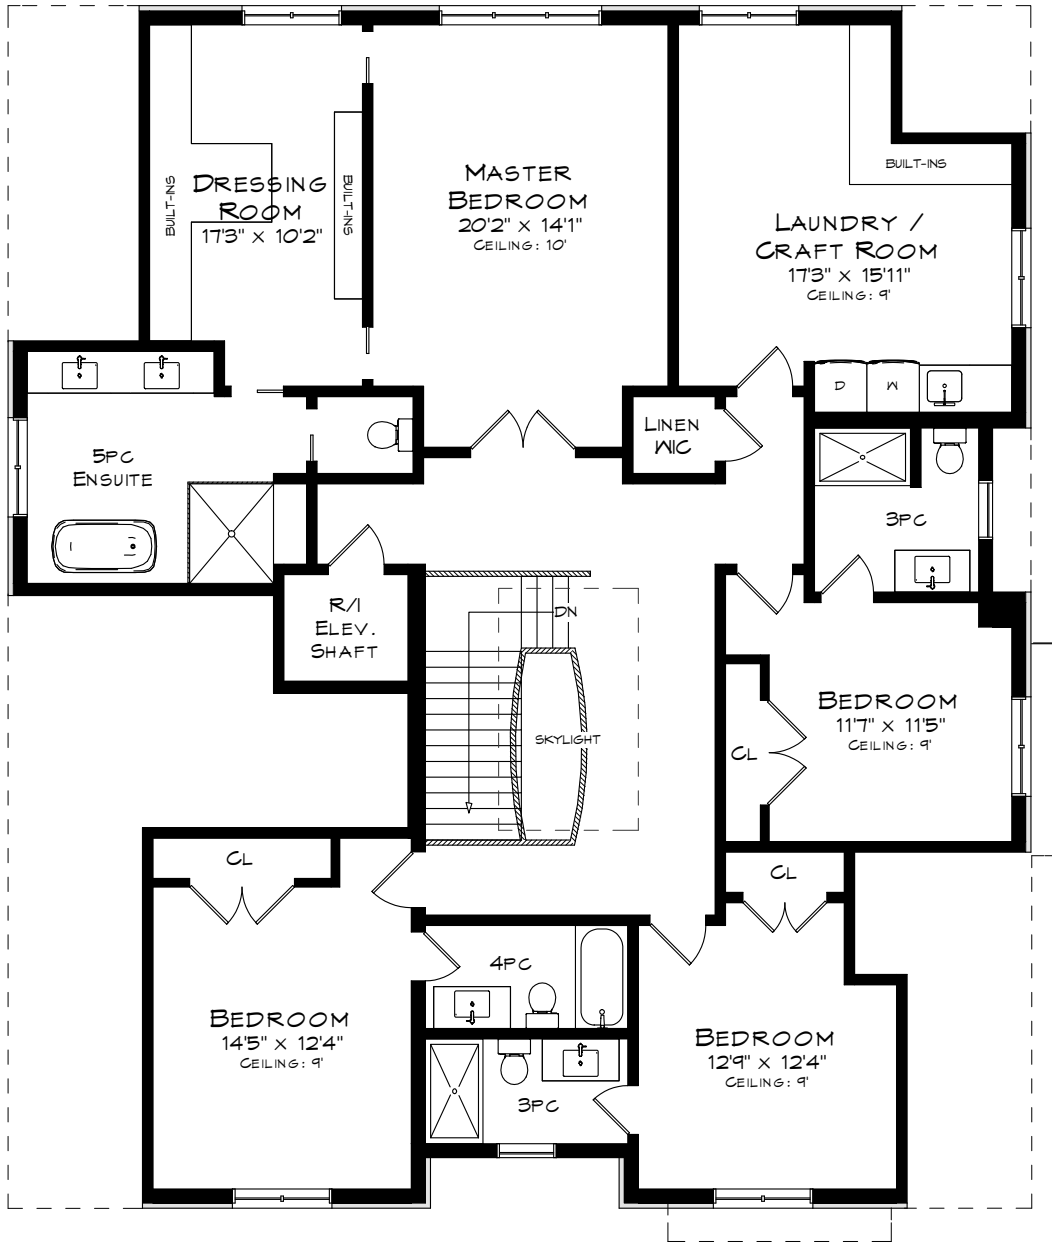 BUILT-INS
DRESSING
ROOM
17'3" x 10'2"
BUILT-INS
MASTER
BEDROOM
20'2" x 14'1"
CEILING: 10'
BUILT-INS
LAUNDRY /
CRAFT ROOM
17'3" x 15'11"
CEILING: 9'
D
W
LINEN
WIC
5PC
ENSUITE
3PC
R/I
ELEV.
SHAFT
DN
SKYLIGHT
BEDROOM
11'7" x 11'5"
CEILING: 9'
CL
CL
CL
4PC
BEDROOM
14'5" x 12'4"
CEILING: 9'
BEDROOM
12'9" x 12'4"
CEILING: 9'
3PC